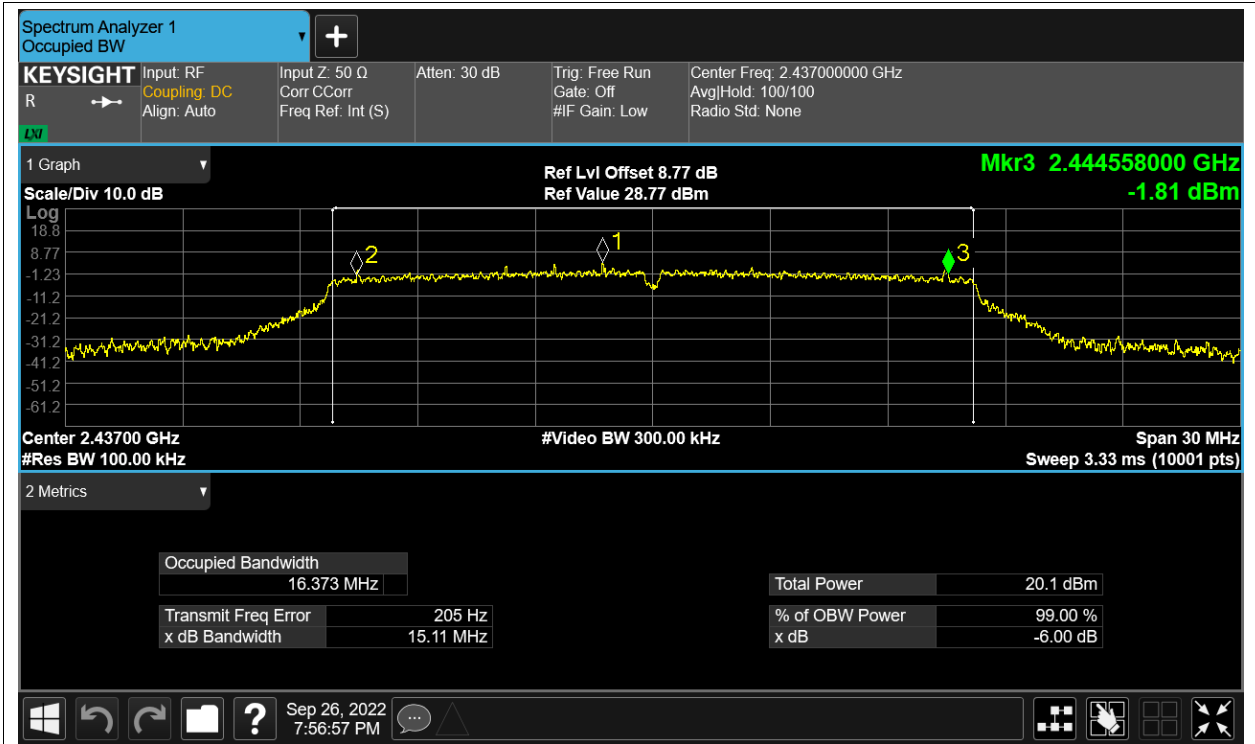 Spectrum Analyzer 1
Occupied BW
▼
+
KEYSIGHT
R
LXI
Input: RF
Coupling: DC
Align: Auto
Input Z: 50 Ω
Corr CCorr
Freq Ref: Int (S)
Atten: 30 dB
Trig: Free Run
Gate: Off
#IF Gain: Low
Center Freq: 2.437000000 GHz
Avg|Hold: 100/100
Radio Std: None
1 Graph
Scale/Div 10.0 dB
Ref Lvl Offset 8.77 dB
Ref Value 28.77 dBm
Mkr3 2.444558000 GHz
-1.81 dBm
Log
18.8
8.77
-1.23
-11.2
-21.2
-31.2
-41.2
-51.2
-61.2
2
1
3
Center 2.43700 GHz
#Video BW 300.00 kHz
Span 30 MHz
#Res BW 100.00 kHz
Sweep 3.33 ms (10001 pts)
2 Metrics
Occupied Bandwidth
16.373 MHz
Total Power 20.1 dBm
Transmit Freq Error 205 Hz
% of OBW Power 99.00 %
x dB Bandwidth 15.11 MHz
x dB -6.00 dB
?
Sep 26, 2022
7:56:57 PM